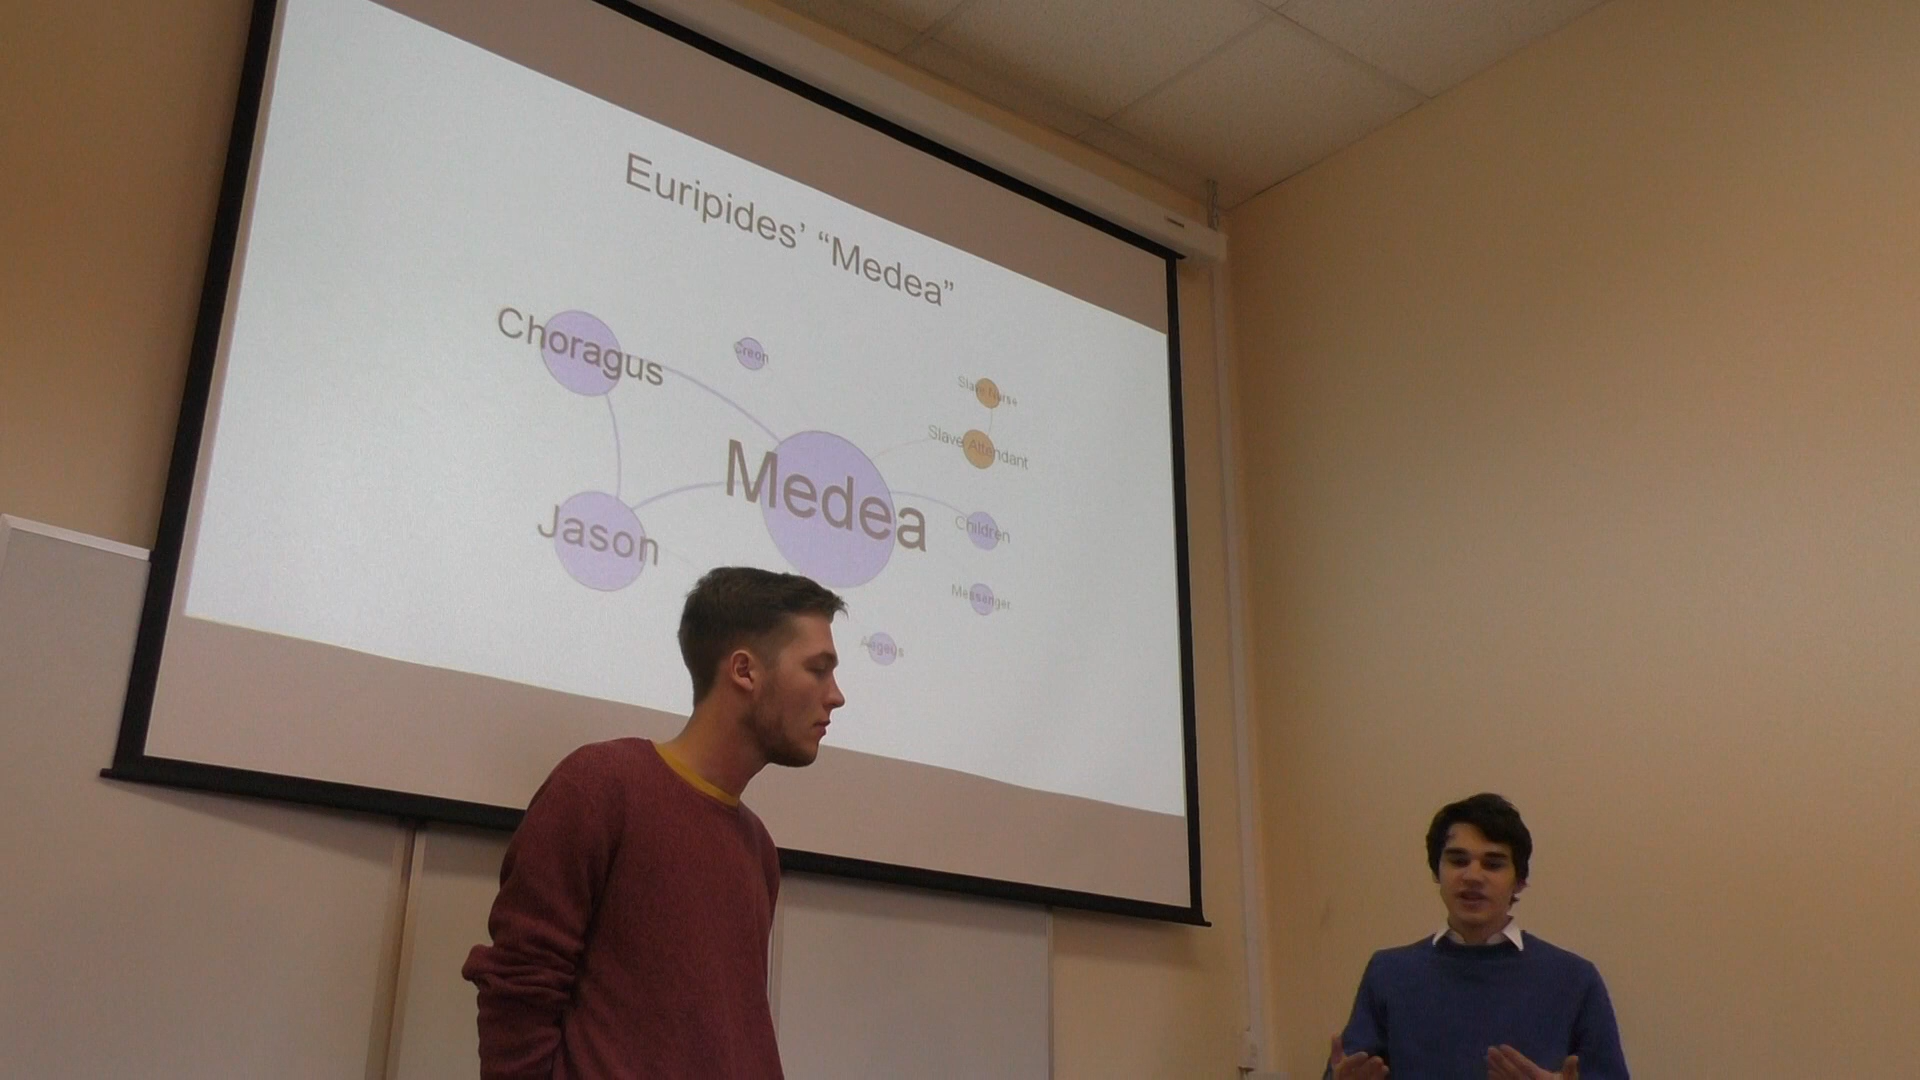 Euripides’ “Medea”
Choragus
Creon
Slave Nurse
Slave Attendant
Medea
Children
Jason
Messenger
Aegeus